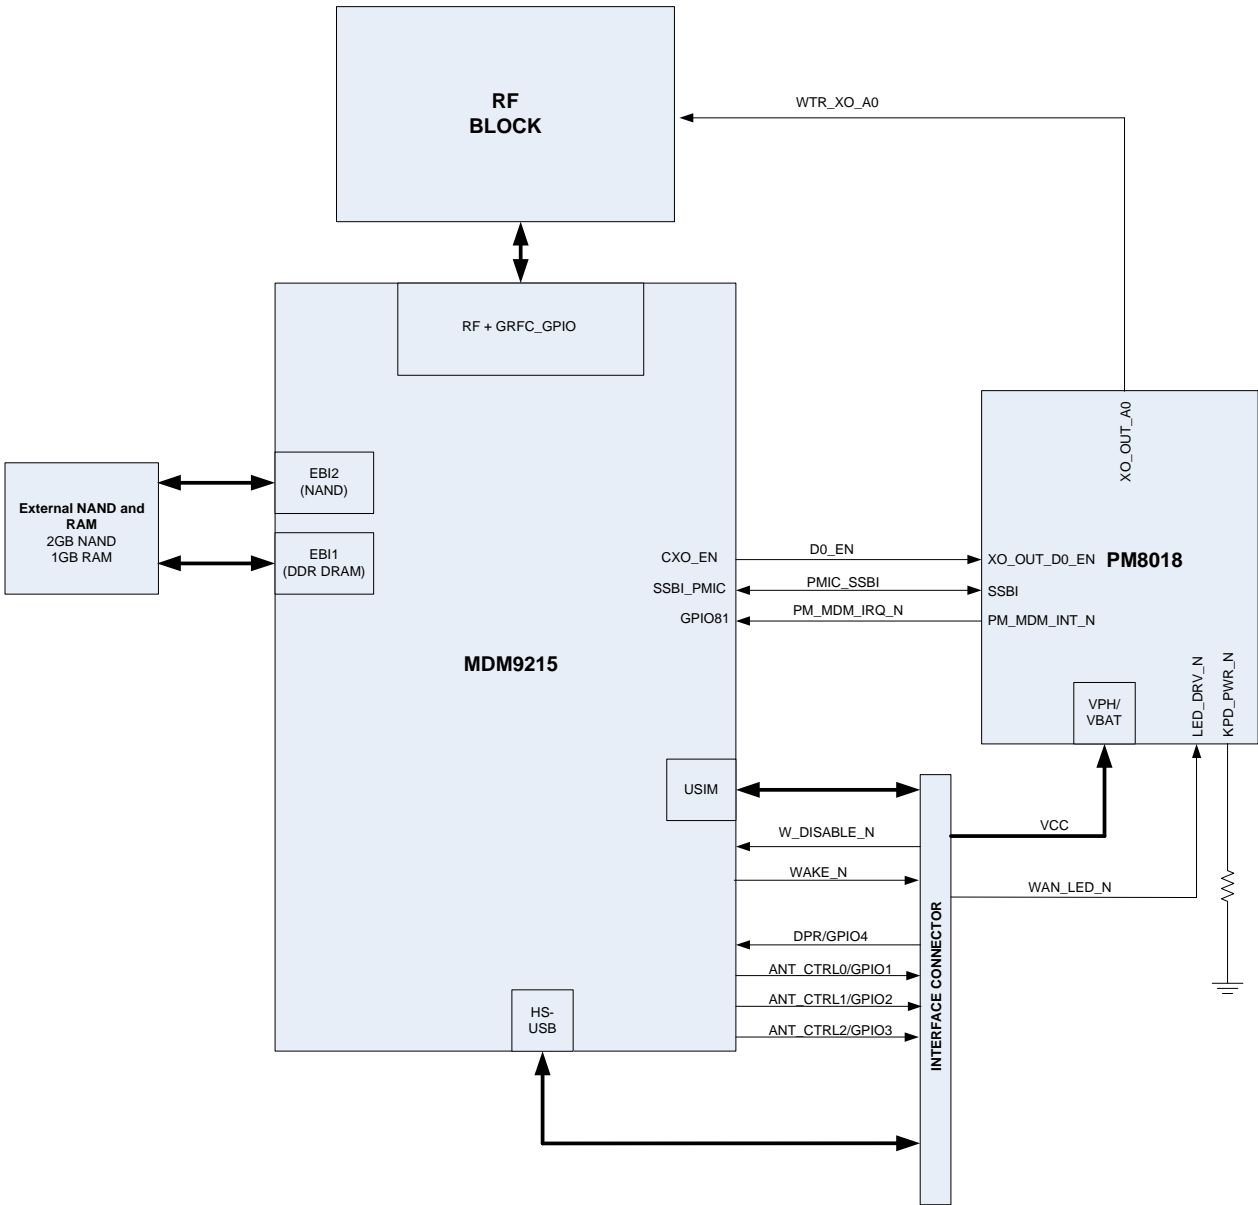 RF
BLOCK
WTR_XO_A0
RF + GRFC_GPIO
XO_OUT_A0
EBI2
(NAND)
External NAND and
RAM
2GB NAND
1GB RAM
EBI1
(DDR DRAM)
CXO_EN
D0_EN
XO_OUT_D0_EN
PM8018
SSBI_PMIC
PMIC_SSBI
SSBI
GPIO81
PM_MDM_IRQ_N
PM_MDM_INT_N
MDM9215
LED_DRV_N
KPD_PWR_N
VPH/
VBAT
USIM
VCC
W_DISABLE_N
WAKE_N
WAN_LED_N
DPR/GPIO4
ANT_CTRL0/GPIO1
ANT_CTRL1/GPIO2
ANT_CTRL2/GPIO3
INTERFACE CONNECTOR
HS-
USB